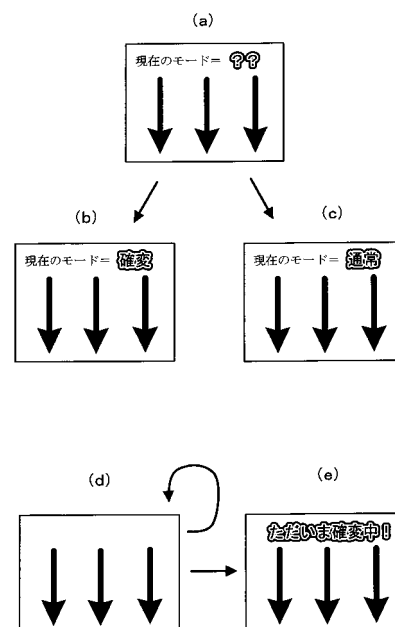 (a)
現在のモード= ??
(b)
(c)
現在のモード= 確変
現在のモード= 通常
(d)
(e)
ただいま確変中!